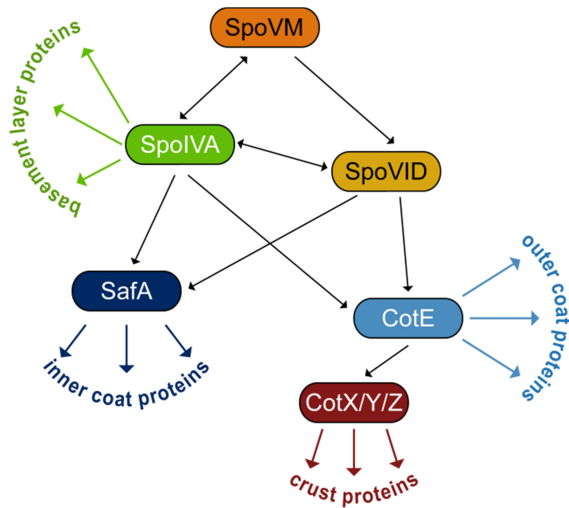 SpoVM
basement layer proteins
SpoIVA
SpoVID
SafA
inner coat proteins
CotE
outer coat proteins
CotX/Y/Z
crust proteins